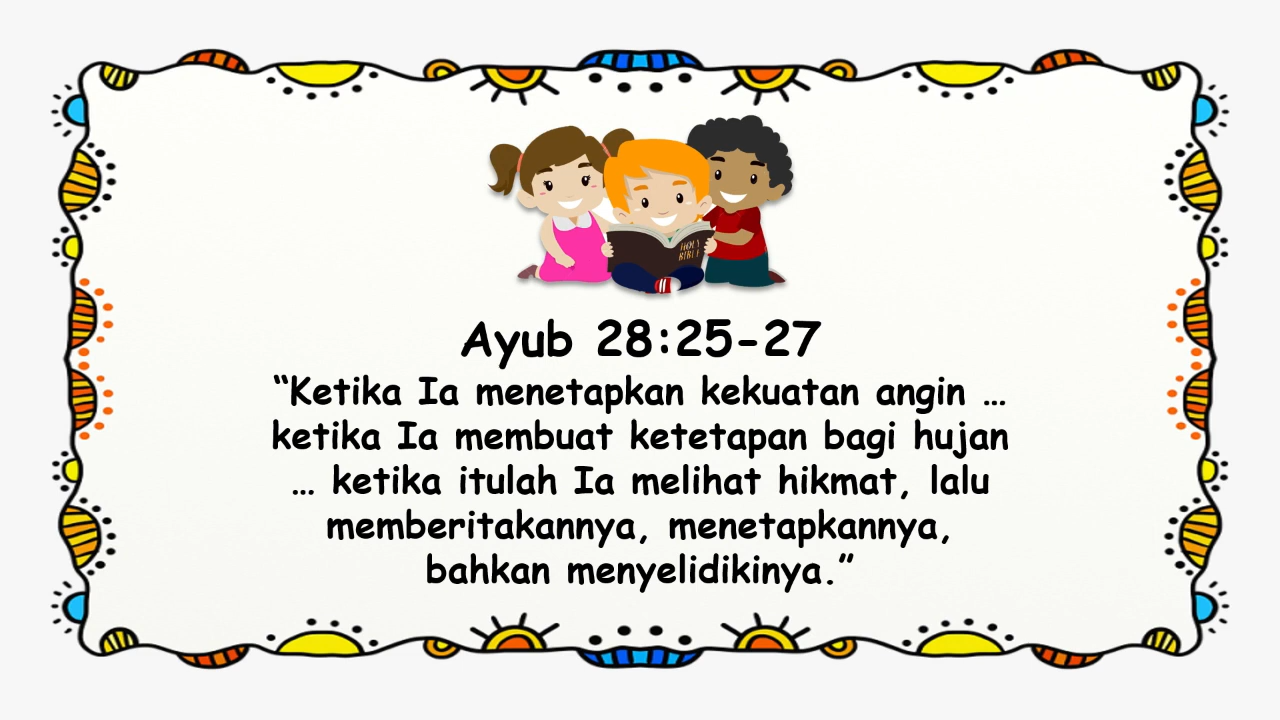 HOLY
BIBLE
Ayub 28:25-27
“Ketika Ia menetapkan kekuatan angin …
ketika Ia membuat ketetapan bagi hujan
… ketika itulah Ia melihat hikmat, lalu
memberitakannya, menetapkannya,
bahkan menyelidikinya.”